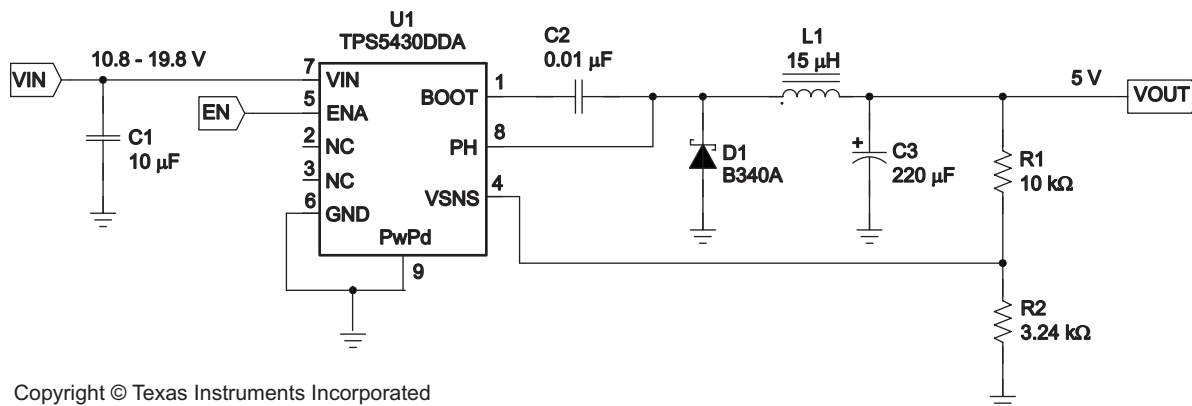 U1
TPS5430DDA
10.8 - 19.8 V
VIN
EN
C1
10 μF
7
5
2
3
6
VIN
ENA
NC
NC
GND
BOOT
PH
VSNS
PwPd
1
8
4
9
C2
0.01 μF
D1
B340A
L1
15 μH
C3
220 μF
+
5 V
VOUT
R1
10 kΩ
R2
3.24 kΩ
Copyright © Texas Instruments Incorporated